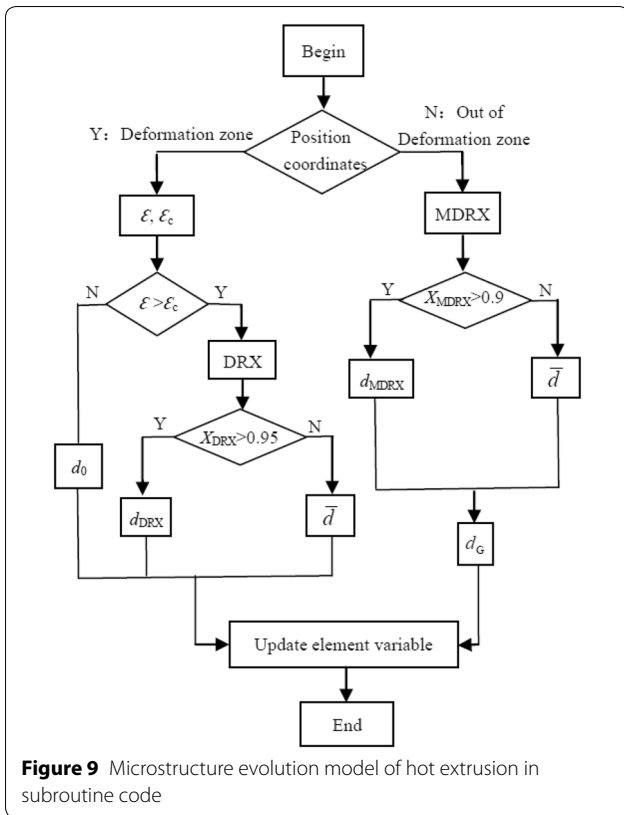 Begin
Y: Deformation zone
Position
coordinates
N: Out of
Deformation zone
ε, εc
MDRX
N
ε >εc
Y
Y
XMDRX>0.9
N
DRX
dMDRX
d̅
Y
XDRX>0.95
N
d0
dDRX
d̅
dG
Update element variable
End
Figure 9 Microstructure evolution model of hot extrusion in
subroutine code